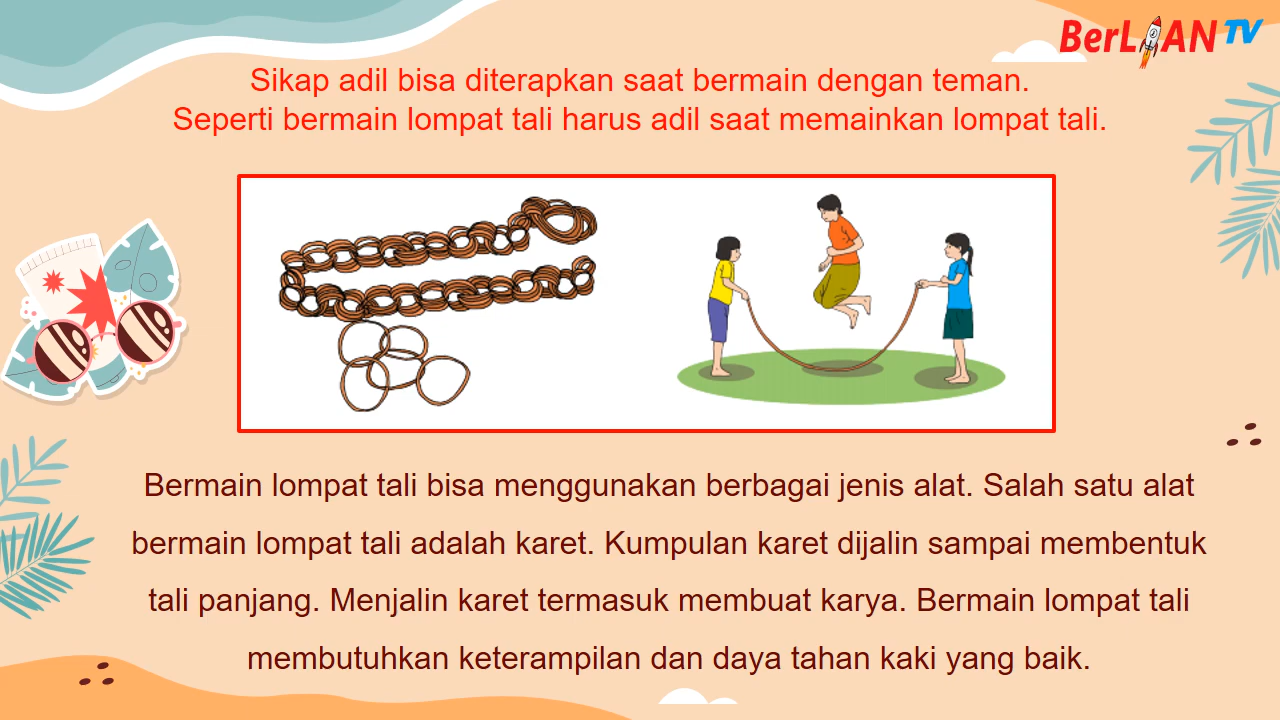 BerLIAN TV
Sikap adil bisa diterapkan saat bermain dengan teman.
Seperti bermain lompat tali harus adil saat memainkan lompat tali.
Bermain lompat tali bisa menggunakan berbagai jenis alat. Salah satu alat
bermain lompat tali adalah karet. Kumpulan karet dijalin sampai membentuk
tali panjang. Menjalin karet termasuk membuat karya. Bermain lompat tali
membutuhkan keterampilan dan daya tahan kaki yang baik.